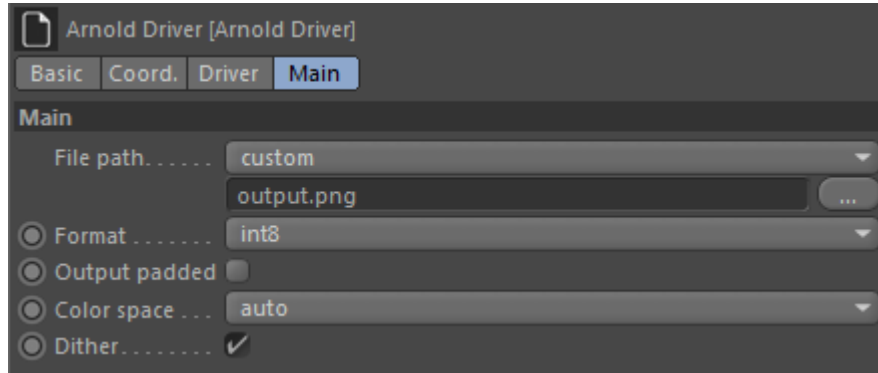 Arnold Driver [Arnold Driver]
Basic Coord. Driver Main
Main
File path...... custom
output.png ...
Format ....... int8
Output padded
Color space ... auto
Dither........